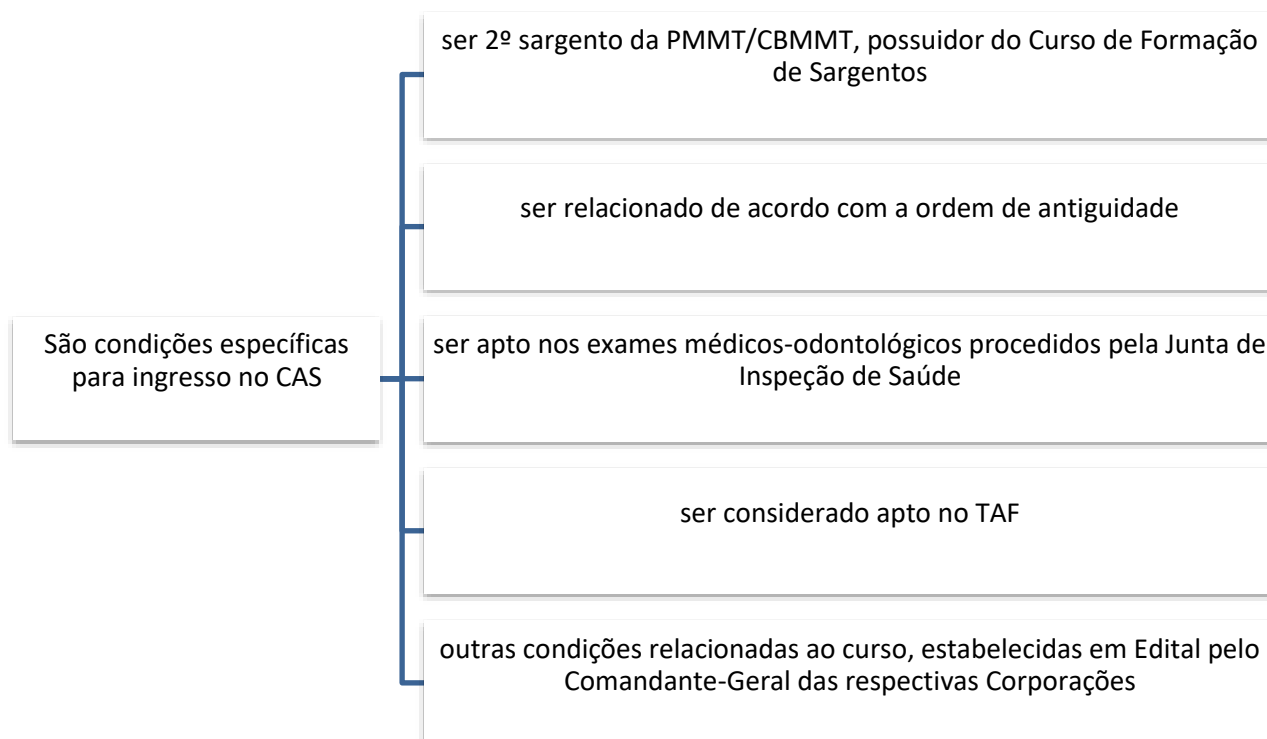 São condições específicas
para ingresso no CAS
ser 2º sargento da PMMT/CBMMT, possuidor do Curso de Formação
de Sargentos
ser relacionado de acordo com a ordem de antiguidade
ser apto nos exames médicos-odontológicos procedidos pela Junta de
Inspeção de Saúde
ser considerado apto no TAF
outras condições relacionadas ao curso, estabelecidas em Edital pelo
Comandante-Geral das respectivas Corporações